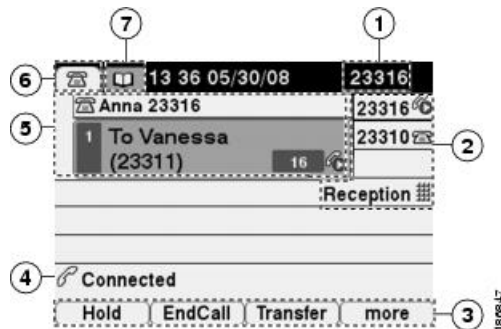 7
1
6
13 36 05/30/08 23316
5
Anna 23316
23316
1 To Vanessa
(23311) 16
23310
2
Reception
4
Connected
Hold EndCall Transfer more
3